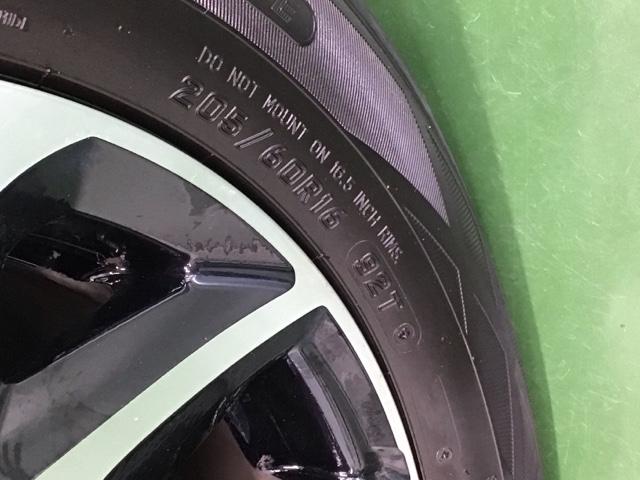 DO NOT MOUNT ON 16.5 INCH RIMS
205/60R16 92T